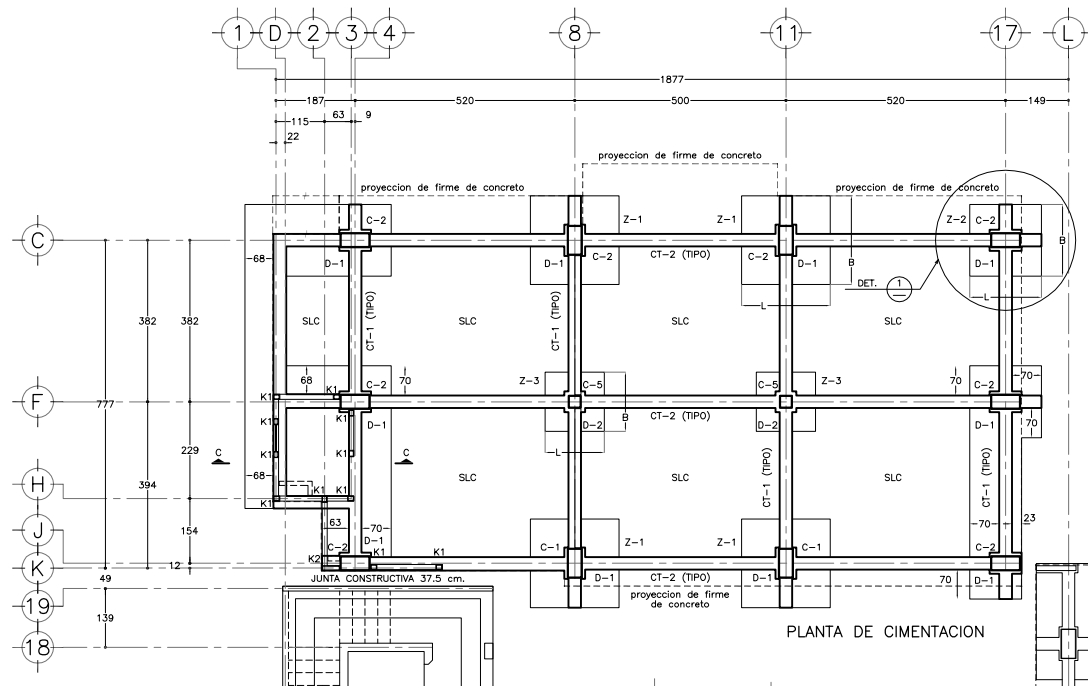 1 D 2 3 4 8 11 17 L
1877
187 520 500 520 149
115 63 9
22
proyeccion de firme de concreto
proyeccion de firme de concreto
proyeccion de firme de concreto
C-2 Z-1 Z-1 Z-2 C-2
C
68 D-1 D-1 C-2 CT-2 (TIPO) C-2 D-1 B D-1 B
DET. 1
L L
CT-1 (TIPO) CT-1 (TIPO)
382 382 SLC SLC SLC SLC
68 70 Z-3 C-5 C-5 Z-3 70 70
K1 K1 C-2 C-2
F
777
K1 K1 D-1 D-2 B CT-2 (TIPO) D-2 D-1 70
229
K1 K1 L
C C
394
68 SLC SLC SLC
CT-1 (TIPO) CT-1 (TIPO)
H
K1 K1 K1
63 70 70 23
154
J
D-1 C-2 K1 K1 C-1 Z-1 Z-1 C-1 C-2
K2
K
12
49 JUNTA CONSTRUCTIVA 37.5 cm. D-1 CT-2 (TIPO) D-1 70 D-1
proyeccion de firme
de concreto
19
139
PLANTA DE CIMENTACION
18